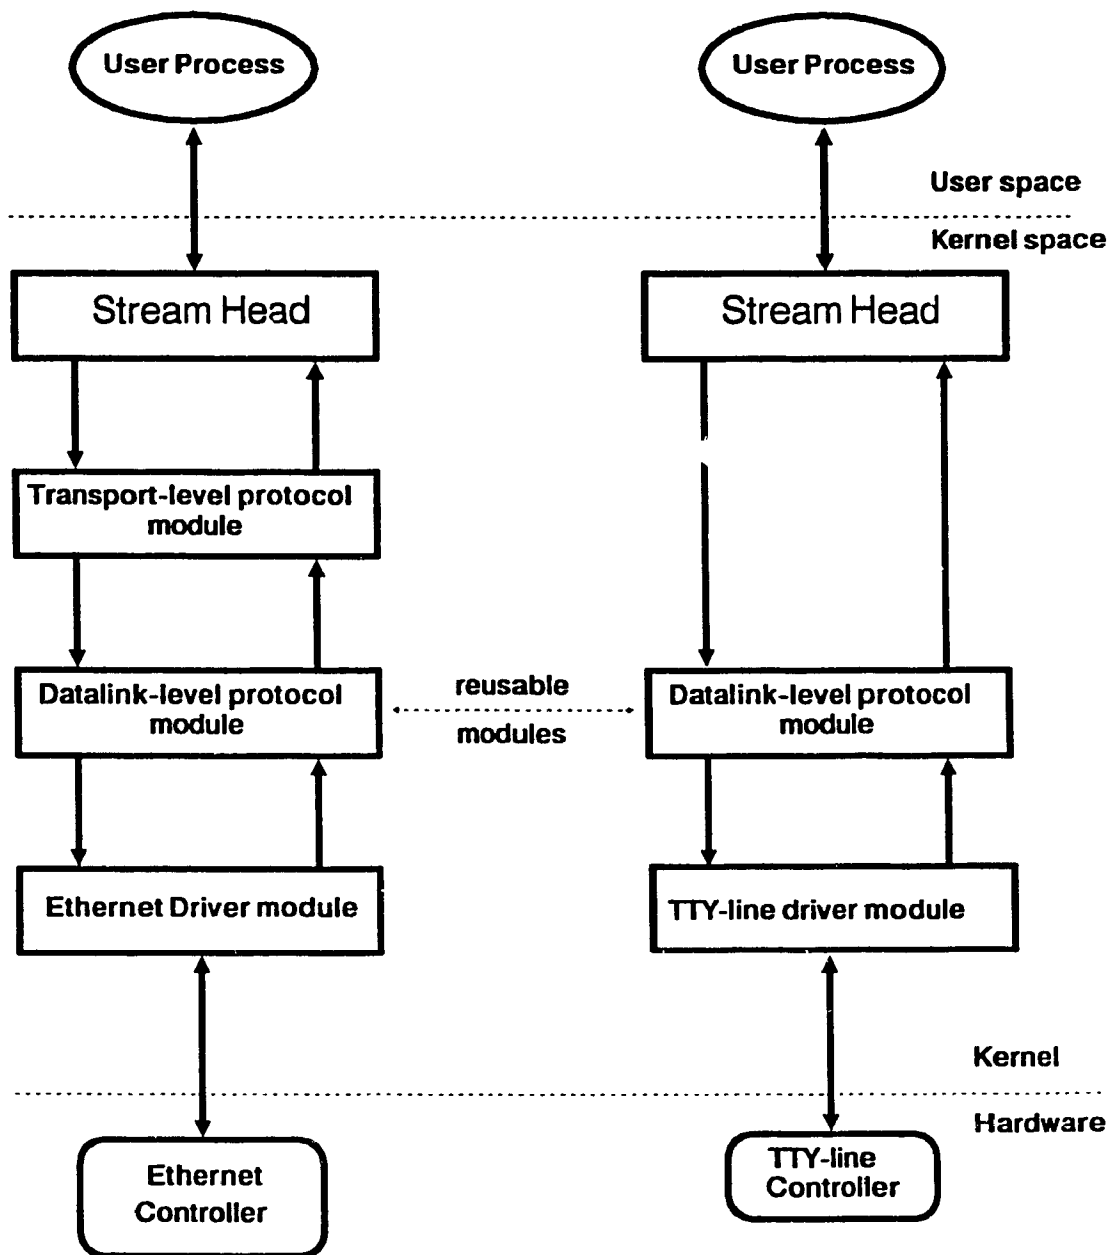 User Process
User Process
User space
Kernel space
Stream Head
Stream Head
Transport-level protocol
module
Datalink-level protocol
module
reusable
modules
Datalink-level protocol
module
Ethernet Driver module
TTY-line driver module
Kernel
Hardware
Ethernet
Controller
TTY-line
Controller